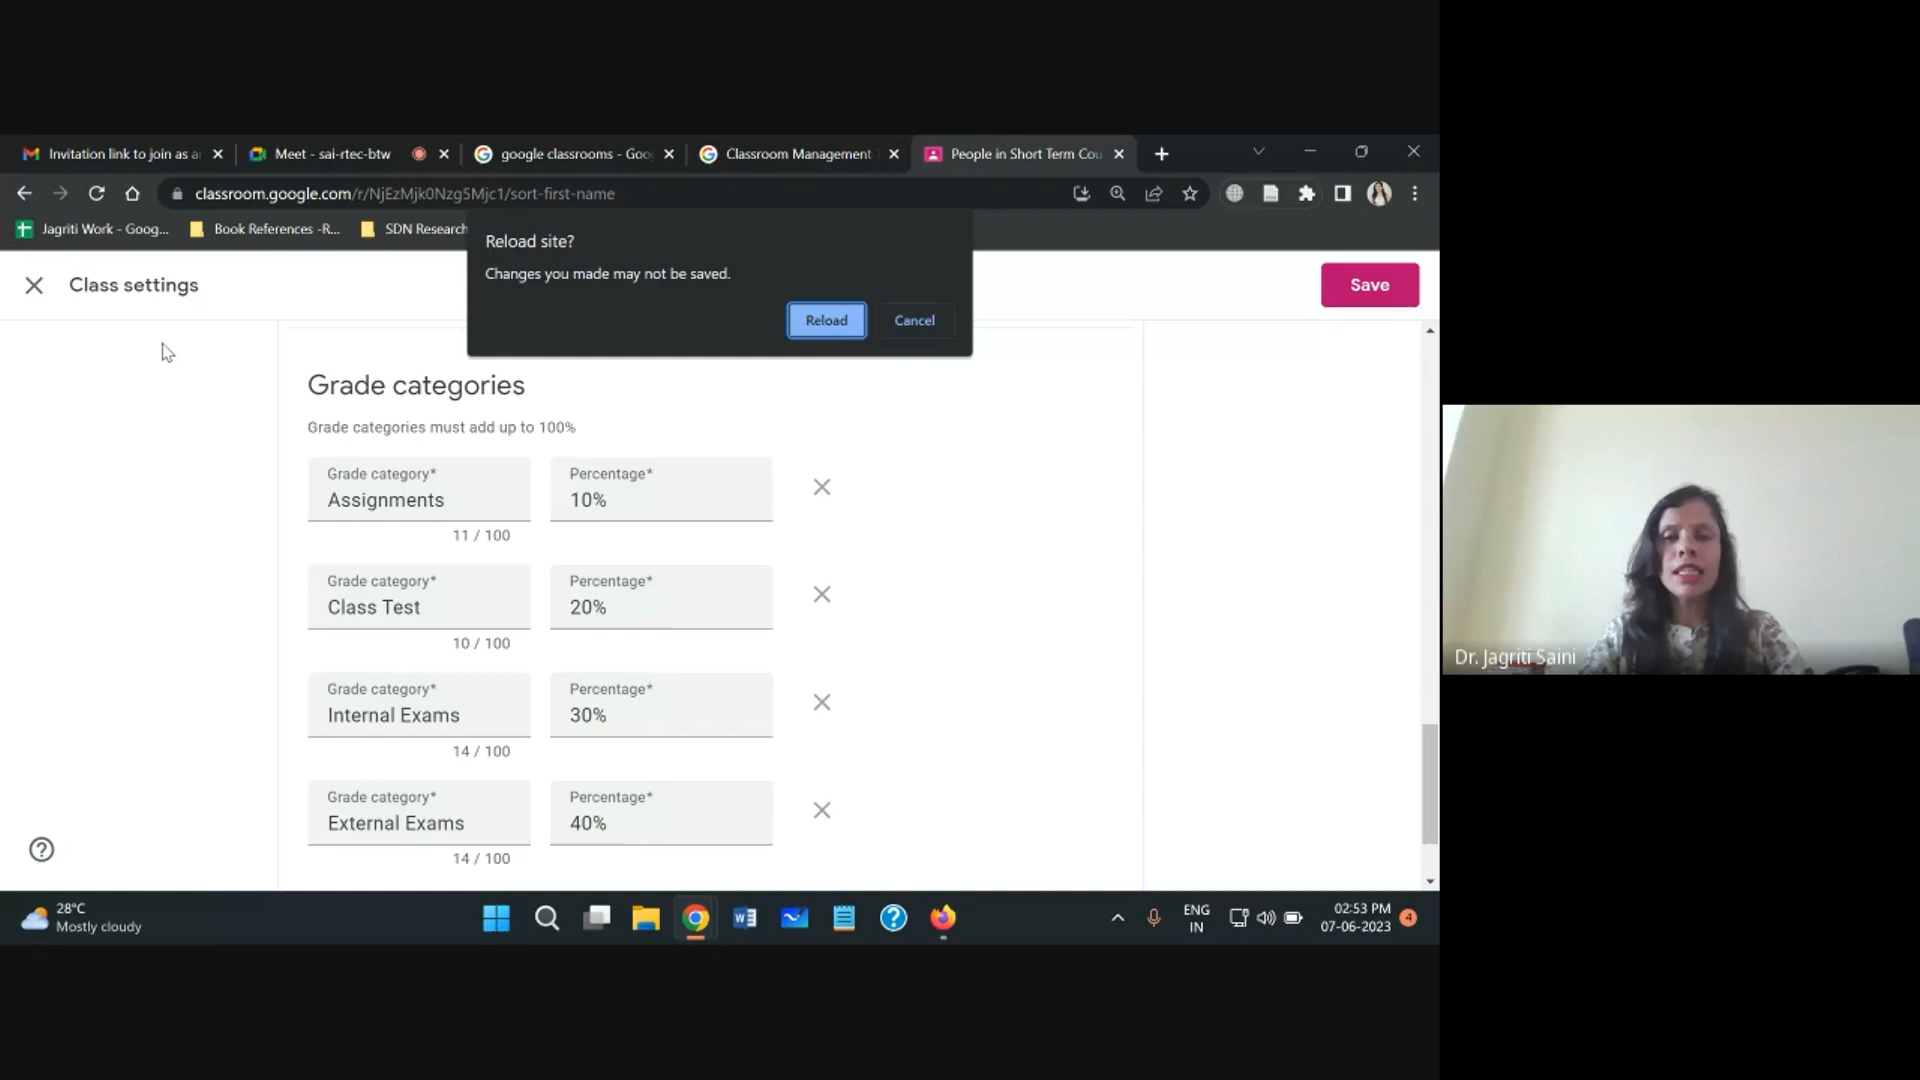 Invitation link to join as a
Meet - sai-rtec-btw
google classrooms - Goo
Classroom Management T
People in Short Term Cou
classroom.google.com/r/NjEzMjk0Nzg5Mjc1/sort-first-name
Jagriti Work - Goog...
Book References -R...
SDN Research
Reload site?
Changes you made may not be saved.
Reload
Cancel
Class settings
Save
Grade categories
Grade categories must add up to 100%
Grade category*
Percentage*
Assignments
10%
11 / 100
Grade category*
Percentage*
Class Test
20%
10 / 100
Grade category*
Percentage*
Internal Exams
30%
14 / 100
Grade category*
Percentage*
External Exams
40%
14 / 100
Dr. Jagriti Saini
28°C
Mostly cloudy
ENG
IN
02:53 PM
07-06-2023
4